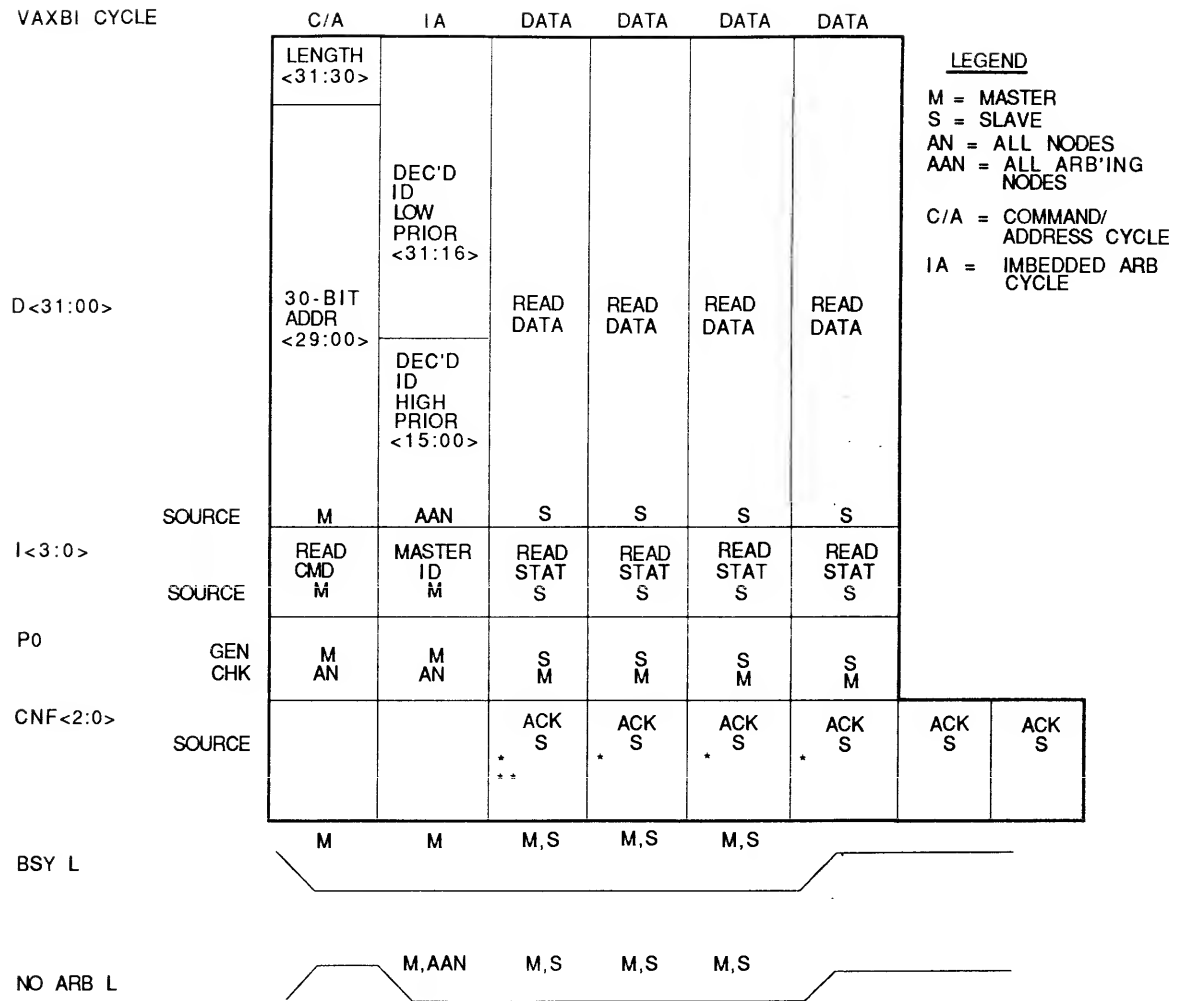 VAXBI CYCLE C/A IA DATA DATA DATA DATA
LENGTH
<31:30>
LEGEND
M = MASTER
S = SLAVE
AN = ALL NODES
AAN = ALL ARB'ING
NODES
C/A = COMMAND/
ADDRESS CYCLE
IA = IMBEDDED ARB
CYCLE
DEC'D
ID
LOW
PRIOR
<31:16>
D<31:00>
30-BIT
ADDR
<29:00>
READ
DATA
READ
DATA
READ
DATA
READ
DATA
DEC'D
ID
HIGH
PRIOR
<15:00>
SOURCE M AAN S S S S
I<3:0>
READ MASTER READ READ READ READ
CMD ID STAT STAT STAT STAT
SOURCE M M S S S S
P0
GEN M M S S S S
CHK AN AN M M M M
CNF<2:0>
ACK ACK ACK ACK ACK ACK
SOURCE S S S S S S
* * * *
**
M M M,S M,S M,S
BSY L
M,AAN M,S M,S M,S
NO ARB L